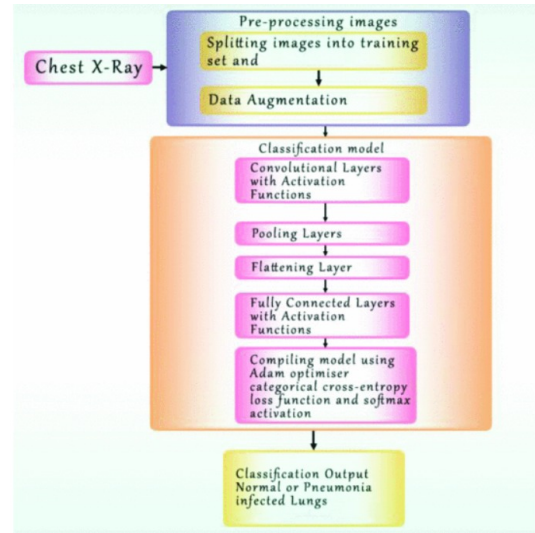 Pre-processing images
Splitting images into training
set and
Chest X-Ray
Data Augmentation
Classification model
Convolutional Layers
with Activation
Functions
Pooling Layers
Flattening Layer
Fully Connected Layers
with Activation
Functions
Compiling model using
Adam optimiser
categorical cross-entropy
loss function and softmax
activation
Classification Output
Normal or Pneumonia
infected Lungs